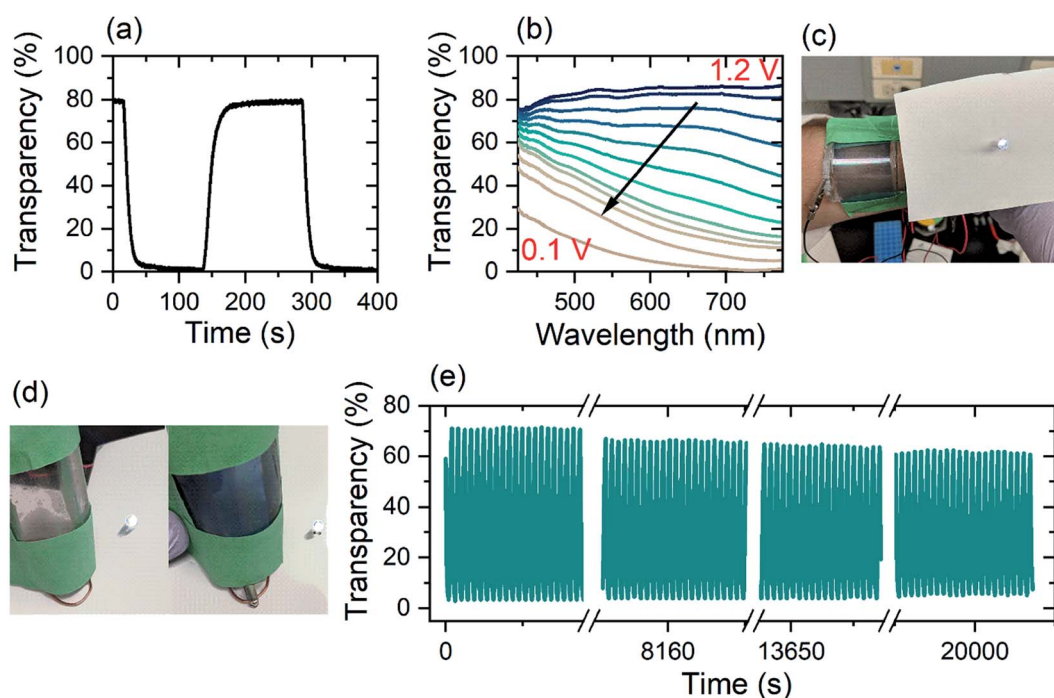 (a)
Transparency (%)
100
80
60
40
20
0
0 100 200 300 400
Time (s)
(b)
Transparency (%)
100
80
60
40
20
0
1.2 V
0.1 V
500 600 700
Wavelength (nm)
(c)
(d)
(e)
Transparency (%)
80
60
40
20
0
0 8160 13650 20000
Time (s)